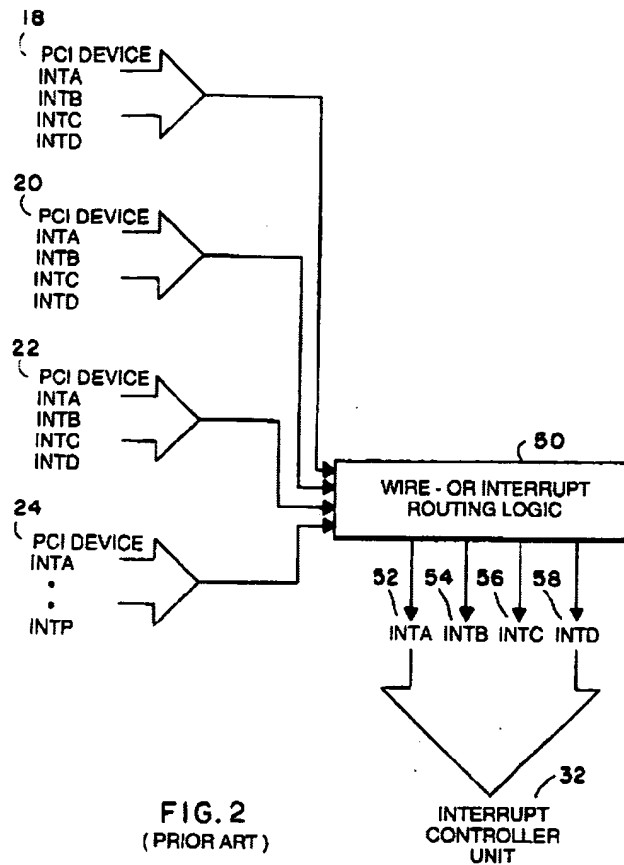 18
PCI DEVICE
INTA
INTB
INTC
INTD
20
PCI DEVICE
INTA
INTB
INTC
INTD
22
PCI DEVICE
INTA
INTB
INTC
INTD
24
PCI DEVICE
INTA
INTP
50
WIRE - OR INTERRUPT
ROUTING LOGIC
52 54 56 58
INTA INTB INTC INTD
32
INTERRUPT
CONTROLLER
UNIT
FIG. 2
(PRIOR ART)